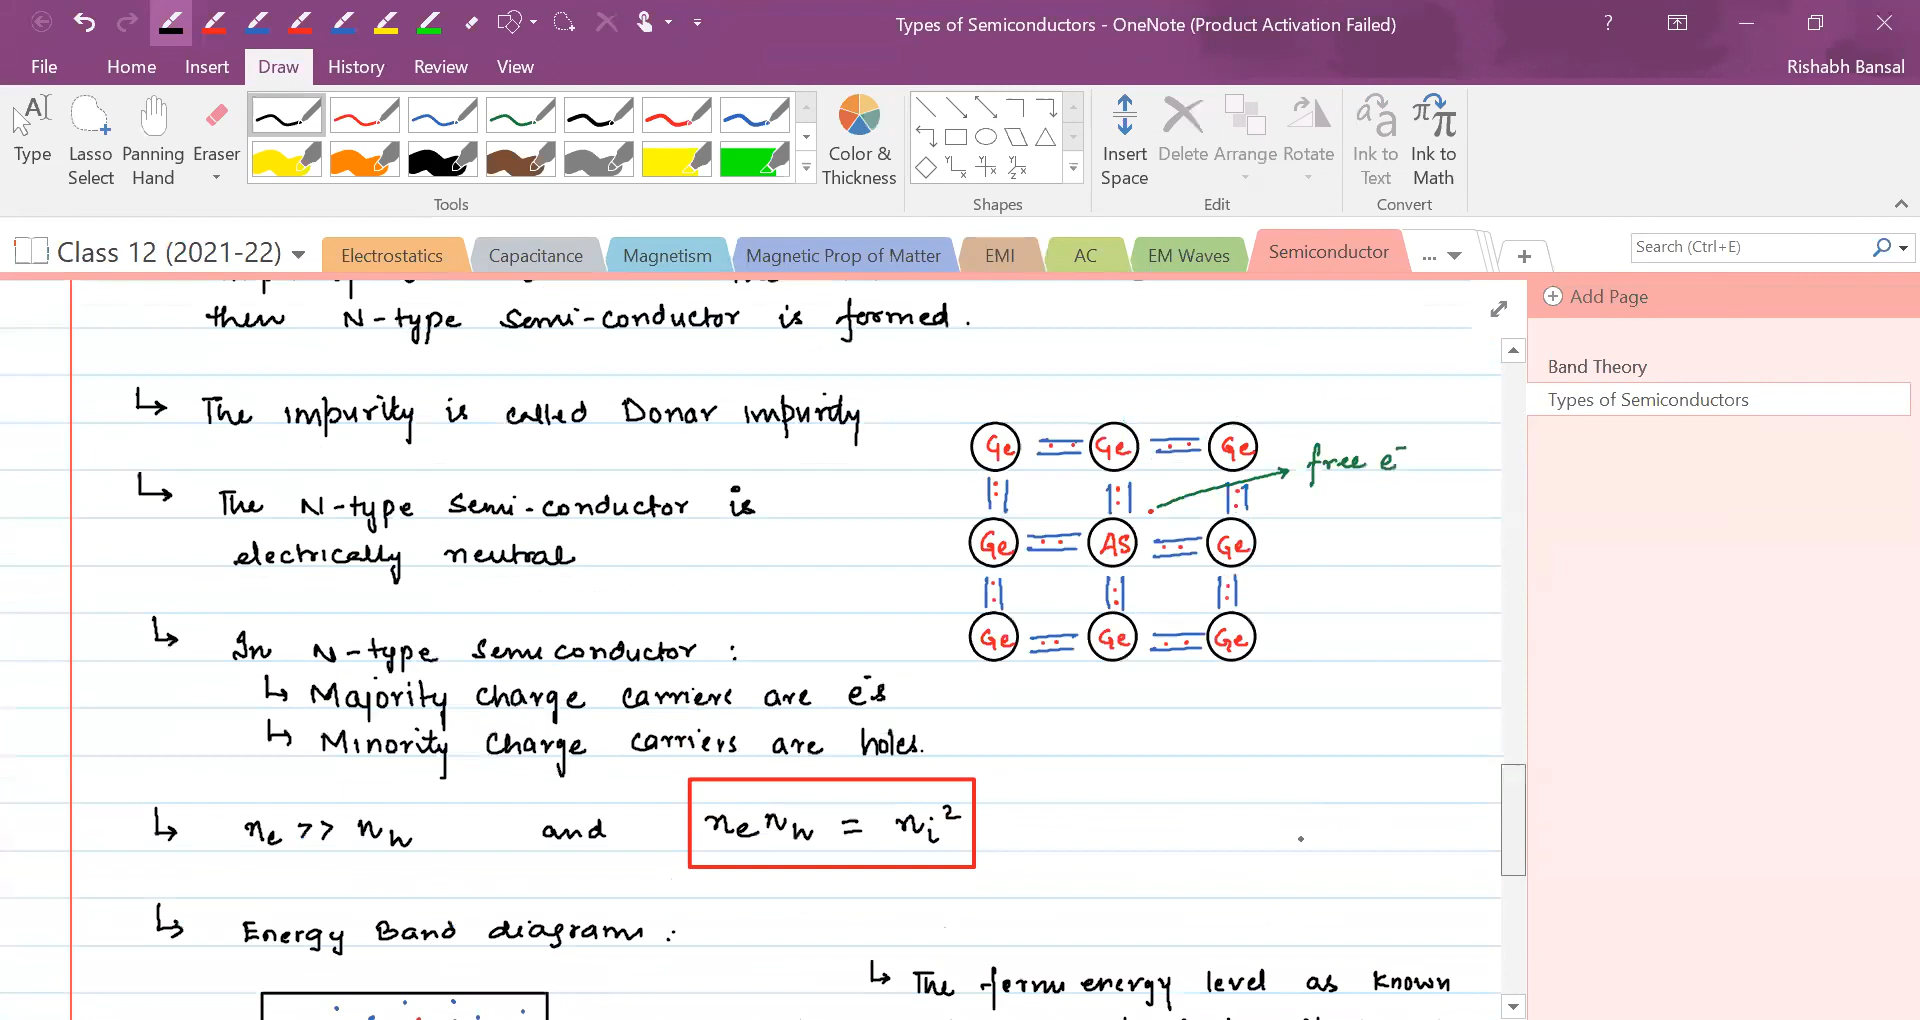 Types of Semiconductors - OneNote (Product Activation Failed)
?
File Home Insert Draw History Review View
Rishabh Bansal
Type
Lasso Select
Panning Hand
Eraser
Color & Thickness
Insert Space
Delete
Arrange
Rotate
Ink to Text
Ink to Math
Tools
Shapes
Edit
Convert
Class 12 (2021-22)
Electrostatics
Capacitance
Magnetism
Magnetic Prop of Matter
EMI
AC
EM Waves
Semiconductor
...
Search (Ctrl+E)
Add Page
Band Theory
Types of Semiconductors
then N-type semi-conductor is formed.
↳ The impurity is called Donar impurity
↳ The N-type semi-conductor is
electrically neutral
↳ In N-type semi conductor :
↳ Majority charge carriers are e⁻s
↳ Minority charge carriers are holes.
↳ nₑ >> nₕ and nₑ nₕ = nᵢ²
↳ Energy Band diagram :
Ge Ge Ge
free e⁻
Ge AS Ge
Ge Ge Ge
↳ The fermi energy level as known